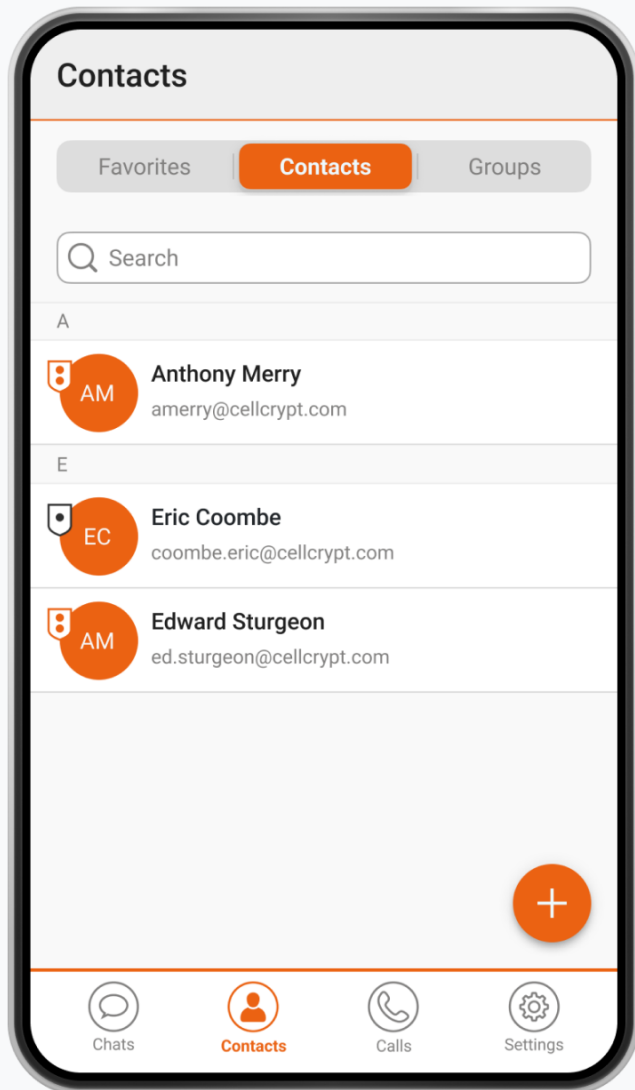 Contacts
Favorites Contacts Groups
Search
A
AM
Anthony Merry
amerry@cellcrypt.com
E
EC
Eric Coombe
coombe.eric@cellcrypt.com
AM
Edward Sturgeon
ed.sturgeon@cellcrypt.com
Chats Contacts Calls Settings